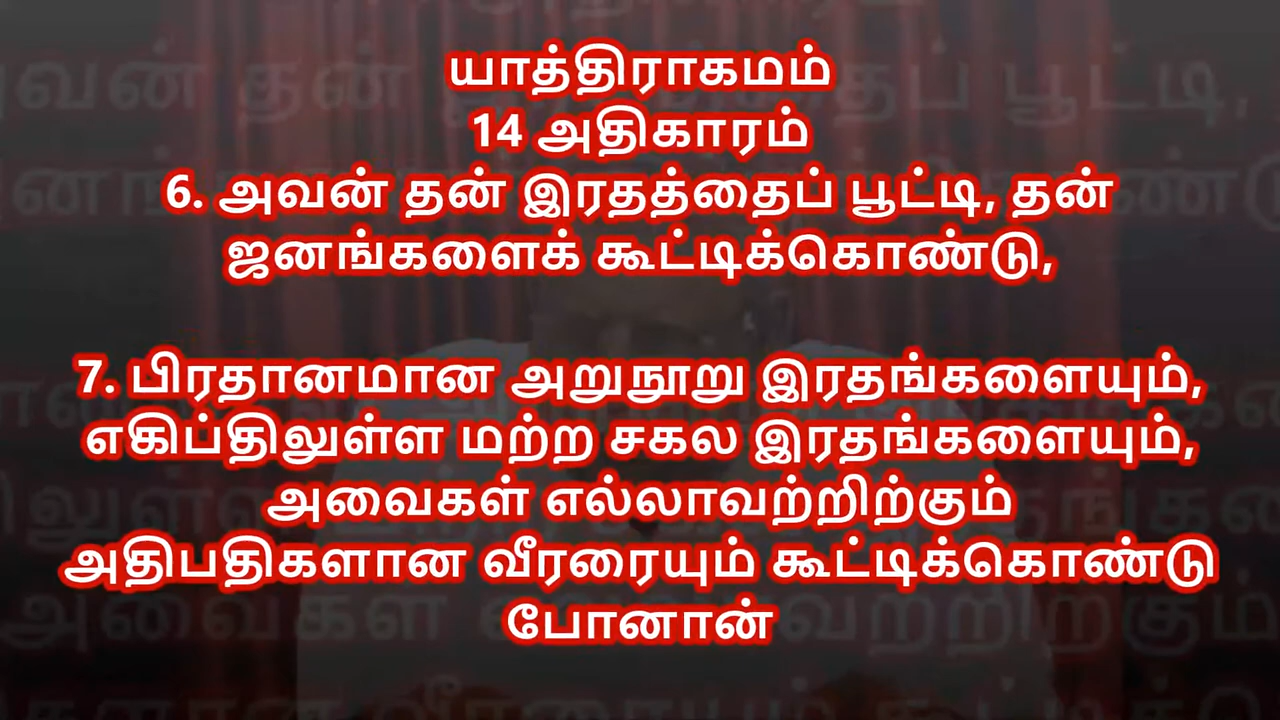 யாத்திராகமம்
14 அதிகாரம்
6. அவன் தன் இரதத்தைப் பூட்டி, தன்
ஜனங்களைக் கூட்டிக்கொண்டு,
7. பிரதானமான அறுநூறு இரதங்களையும்,
எகிப்திலுள்ள மற்ற சகல இரதங்களையும்,
அவைகள் எல்லாவற்றிற்கும்
அதிபதிகளான வீரரையும் கூட்டிக்கொண்டு
போனான்